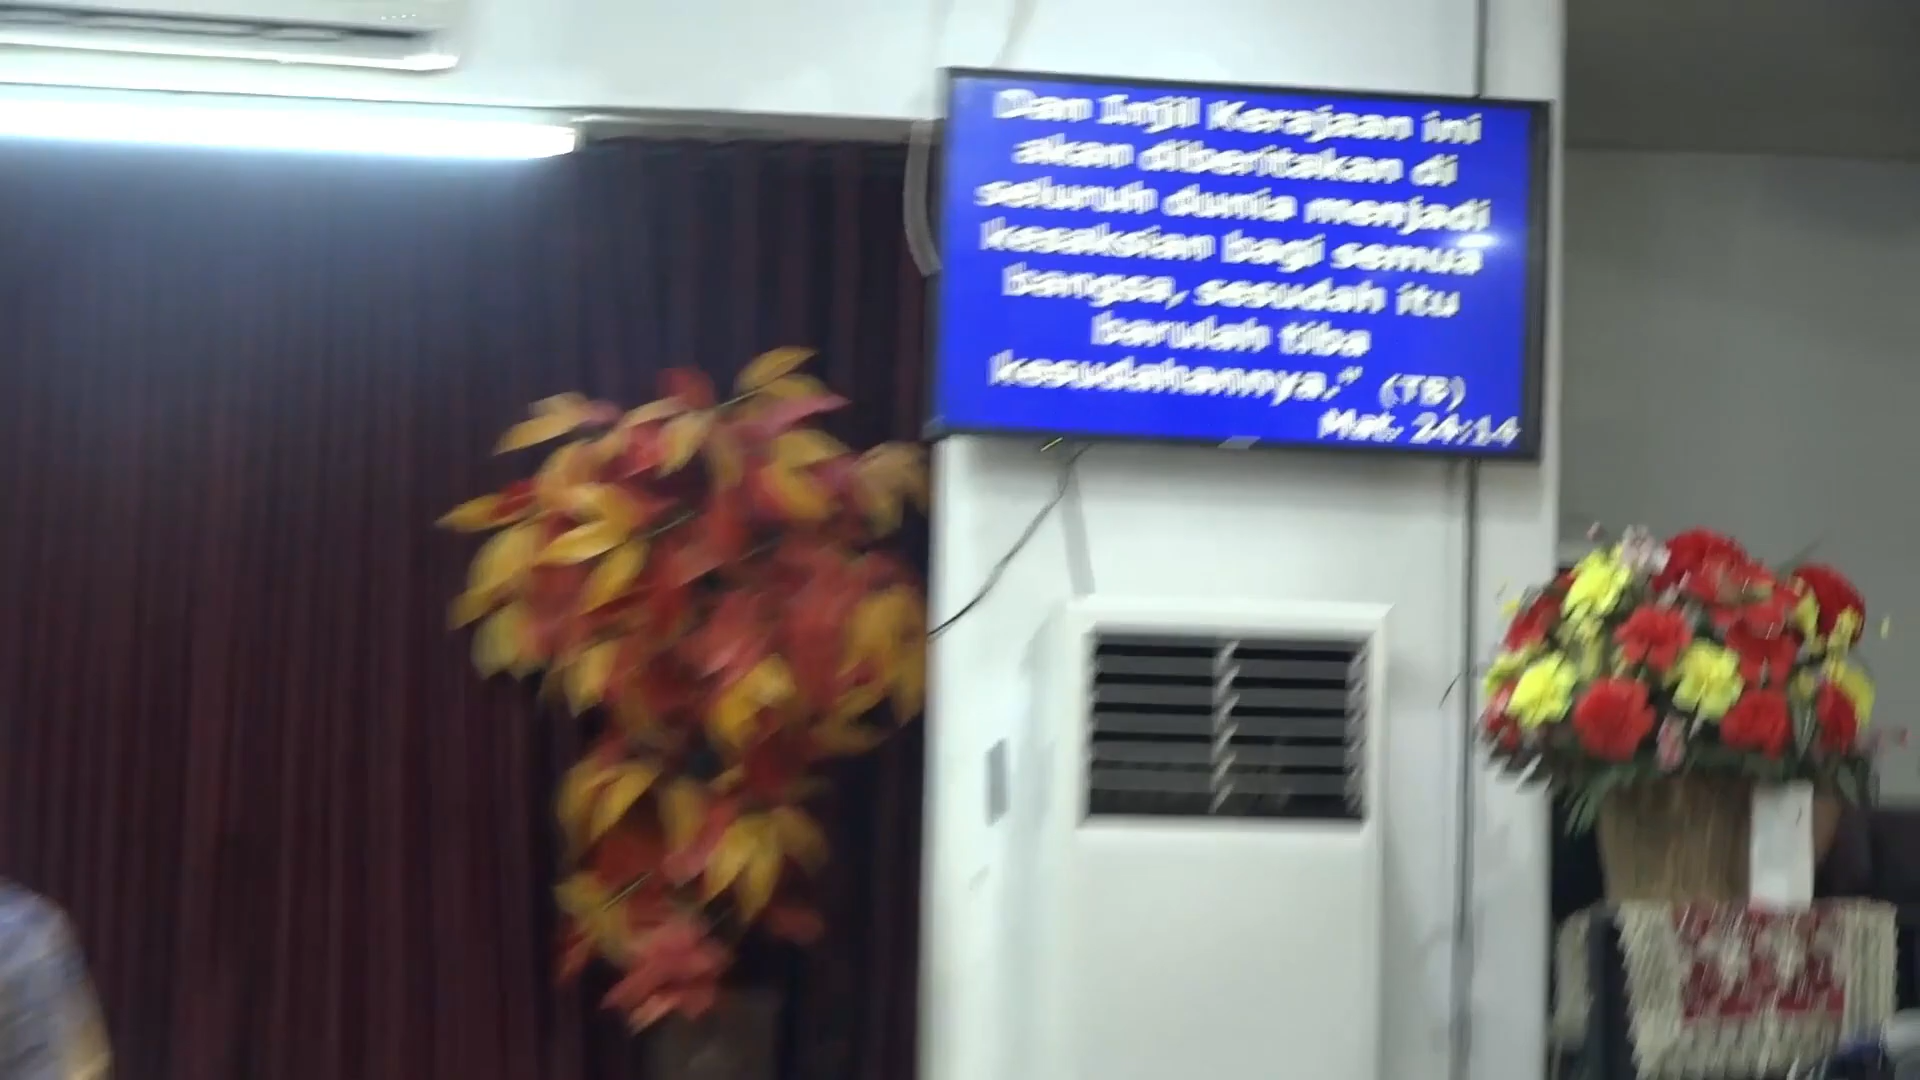 Dan Injil Kerajaan ini
akan diberitakan di
seluruh dunia menjadi
kesaksian bagi semua
bangsa, sesudah itu
barulah tiba
kesudahannya." (TB)
Mat. 24:14